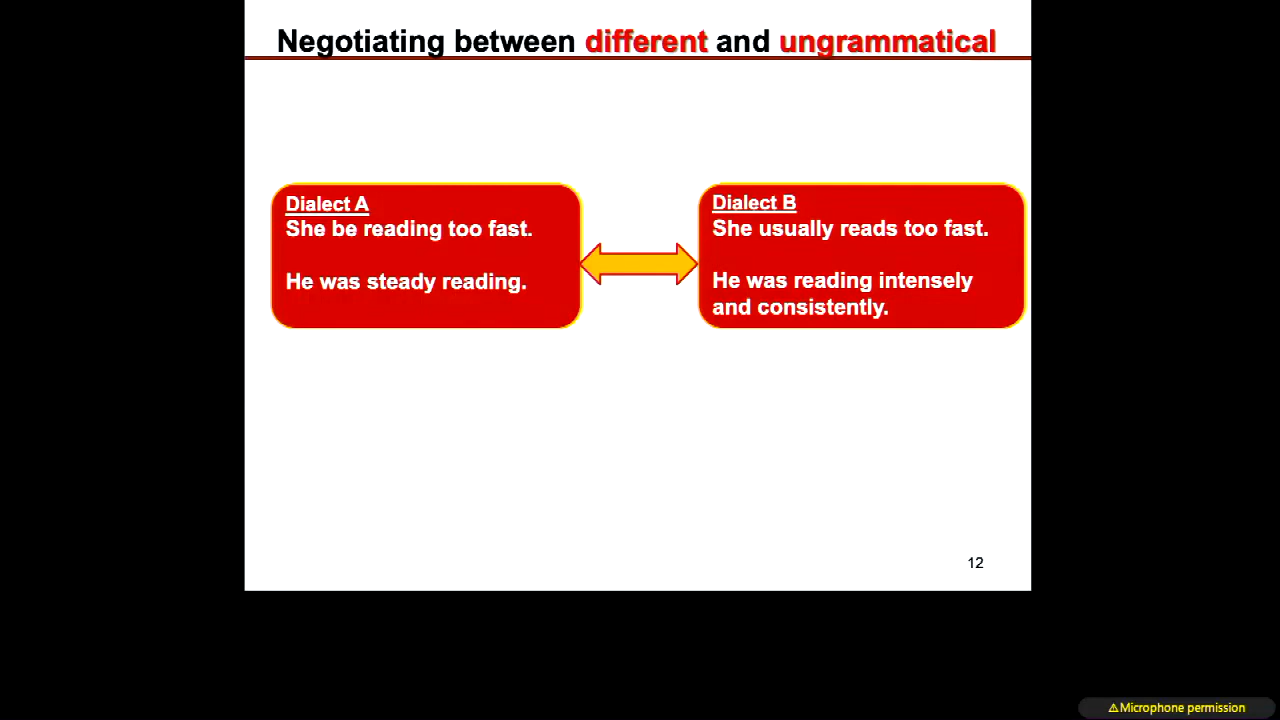 Negotiating between different and ungrammatical
Dialect A
She be reading too fast.
He was steady reading.
Dialect B
She usually reads too fast.
He was reading intensely
and consistently.
12
⚠Microphone permission